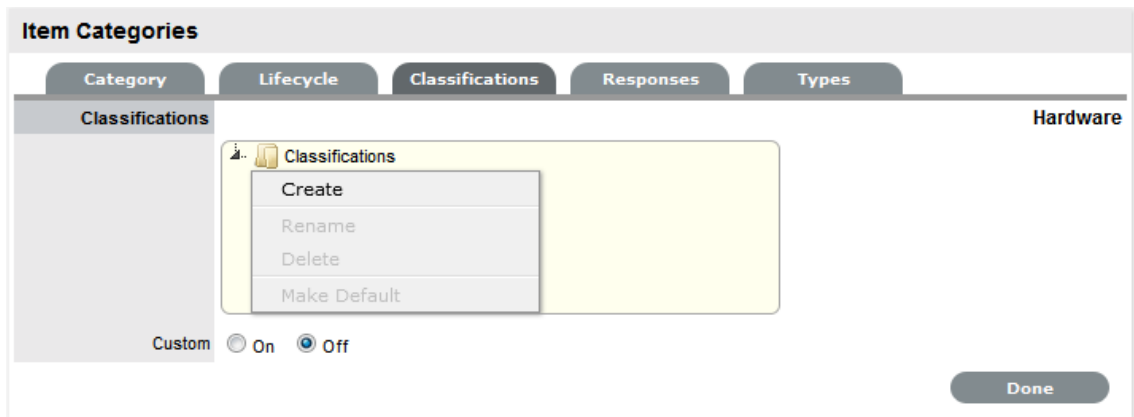 Item Categories
Category Lifecycle Classifications Responses Types
Classifications Hardware
Classifications
Create
Rename
Delete
Make Default
Custom On Off
Done